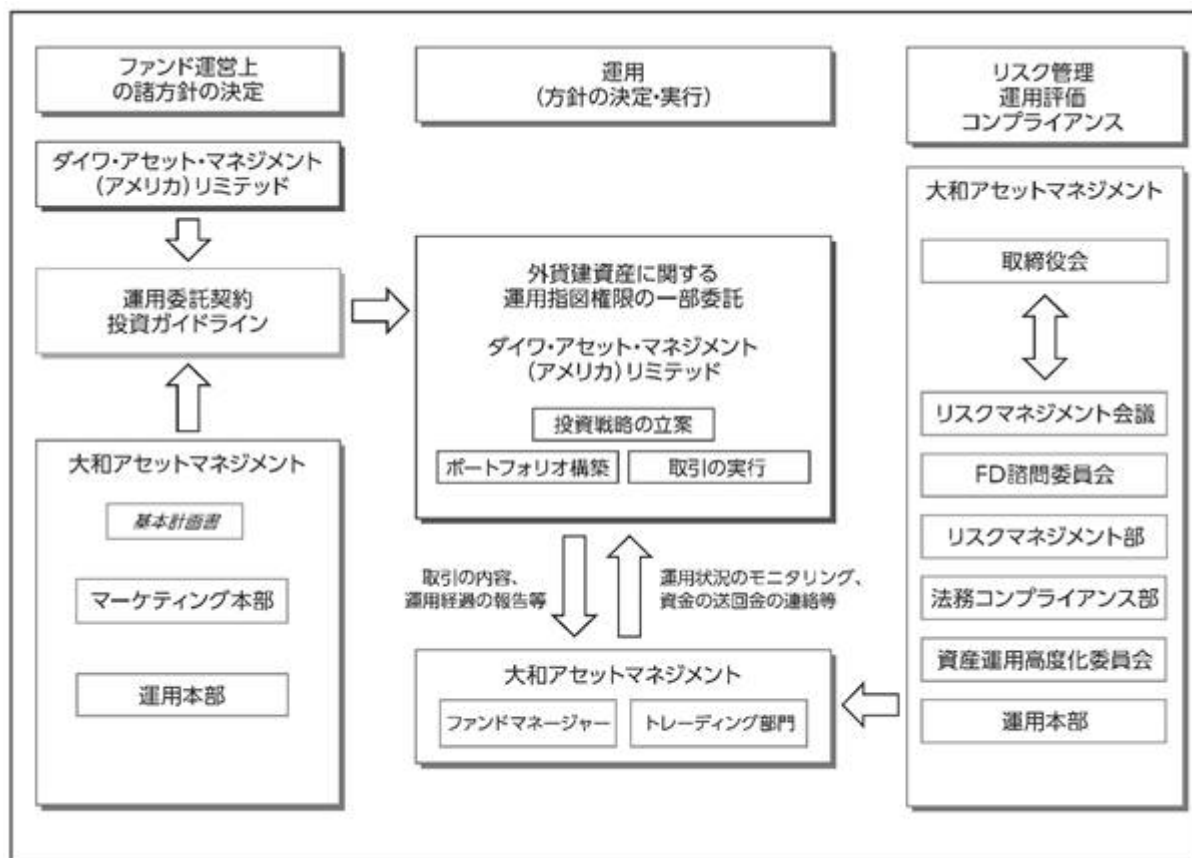 ファンド運営上
の諸方針の決定
ダイワ・アセット・マネジメント
(アメリカ)リミテッド
運用委託契約
投資ガイドライン
大和アセットマネジメント
基本計画書
マーケティング本部
運用本部
運用
(方針の決定・実行)
外貨建資産に関する
運用指図権限の一部委託
ダイワ・アセット・マネジメント
(アメリカ)リミテッド
投資戦略の立案
ポートフォリオ構築
取引の実行
取引の内容、
運用経過の報告等
運用状況のモニタリング、
資金の送回金の連絡等
大和アセットマネジメント
ファンドマネージャー
トレーディング部門
リスク管理
運用評価
コンプライアンス
大和アセットマネジメント
取締役会
リスクマネジメント会議
FD諮問委員会
リスクマネジメント部
法務コンプライアンス部
資産運用高度化委員会
運用本部